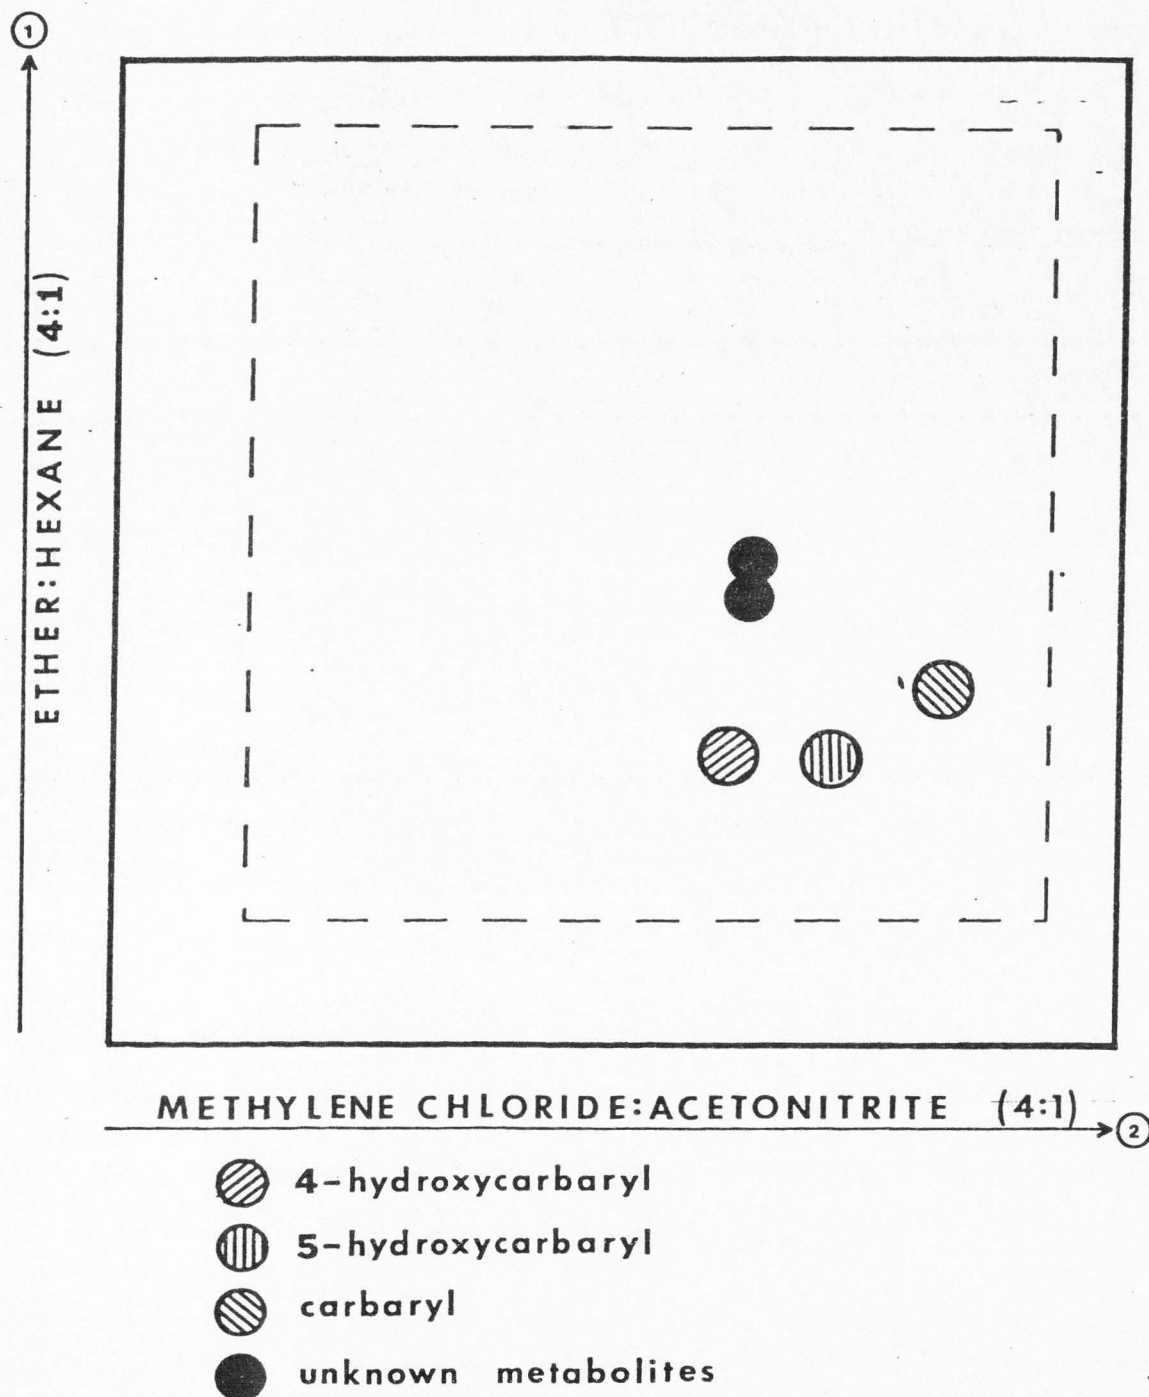 1
ETHER:HEXANE (4:1)
METHYLENE CHLORIDE:ACETONITRITE (4:1)
2
4-hydroxycarbaryl
5-hydroxycarbaryl
carbaryl
unknown metabolites